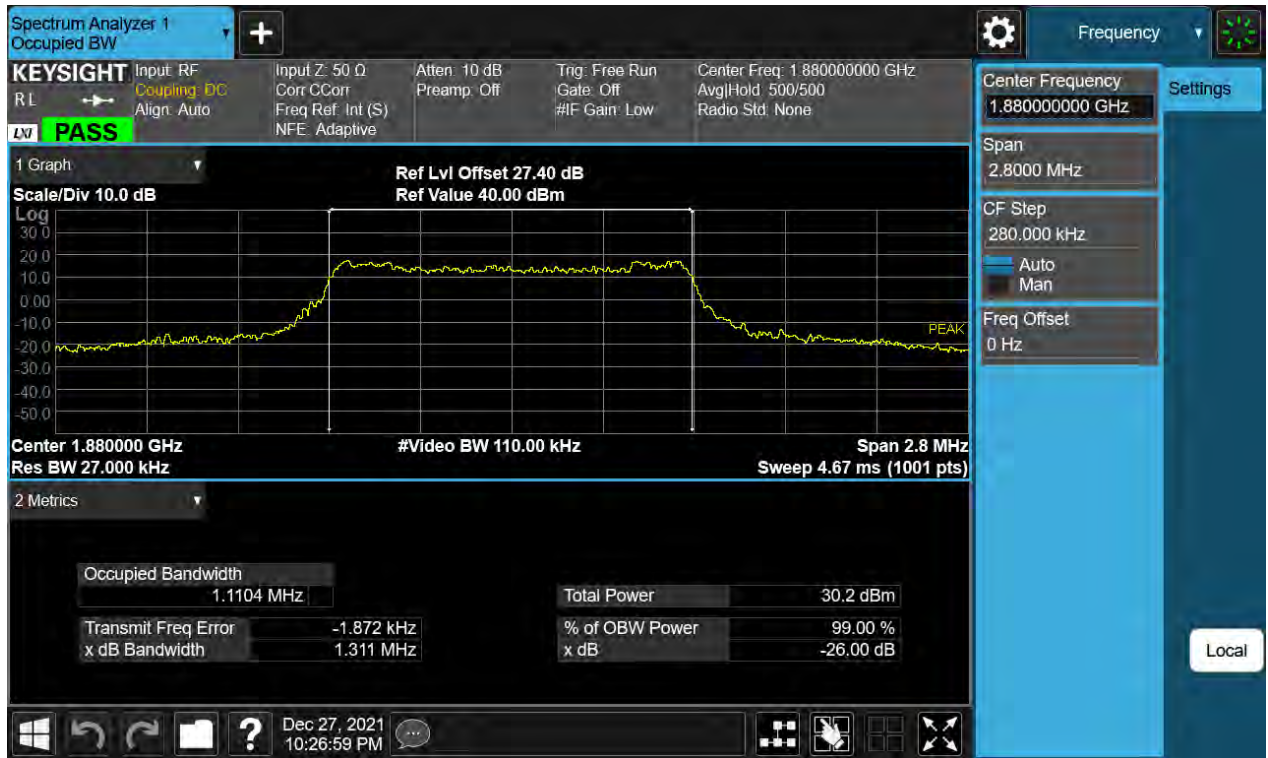 Spectrum Analyzer 1
Occupied BW
+
Frequency
KEYSIGHT
RL
LXI
PASS
Input: RF
Coupling: DC
Align: Auto
Input Z: 50 Ω
Corr CCorr
Freq Ref: Int (S)
NFE: Adaptive
Atten: 10 dB
Preamp: Off
Trig: Free Run
Gate: Off
#IF Gain: Low
Center Freq: 1.880000000 GHz
Avg|Hold: 500/500
Radio Std: None
1 Graph
Scale/Div 10.0 dB
Ref Lvl Offset 27.40 dB
Ref Value 40.00 dBm
Log
30.0
20.0
10.0
0.00
-10.0
-20.0
-30.0
-40.0
-50.0
PEAK
Center 1.880000 GHz
Res BW 27.000 kHz
#Video BW 110.00 kHz
Span 2.8 MHz
Sweep 4.67 ms (1001 pts)
2 Metrics
Occupied Bandwidth
1.1104 MHz
Transmit Freq Error -1.872 kHz
x dB Bandwidth 1.311 MHz
Total Power 30.2 dBm
% of OBW Power 99.00 %
x dB -26.00 dB
Center Frequency
1.880000000 GHz
Span
2.8000 MHz
CF Step
280.000 kHz
Auto
Man
Freq Offset
0 Hz
Settings
Local
?
Dec 27, 2021
10:26:59 PM